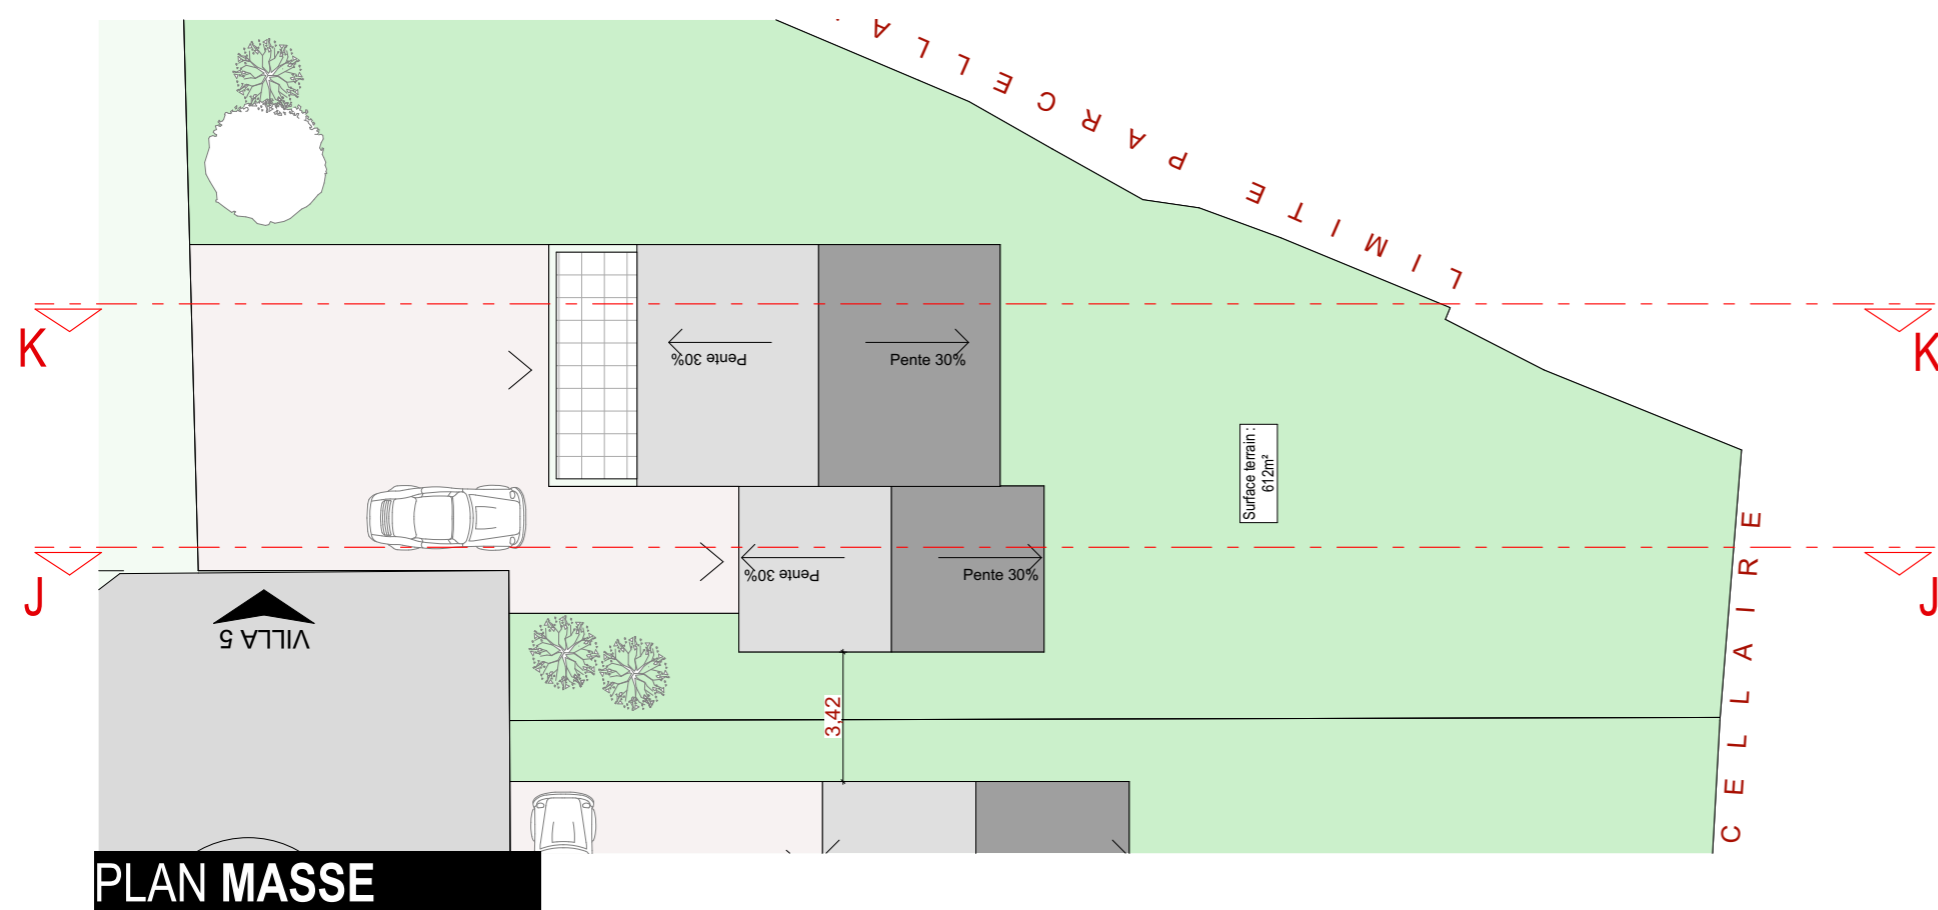 LIMITE PARCELLA
K
K
Pente 30%
Pente 30%
Surface terrain :
612m²
J
J
Pente 30%
Pente 30%
VILLA 5
3,42
CELLAIRE
PLAN MASSE